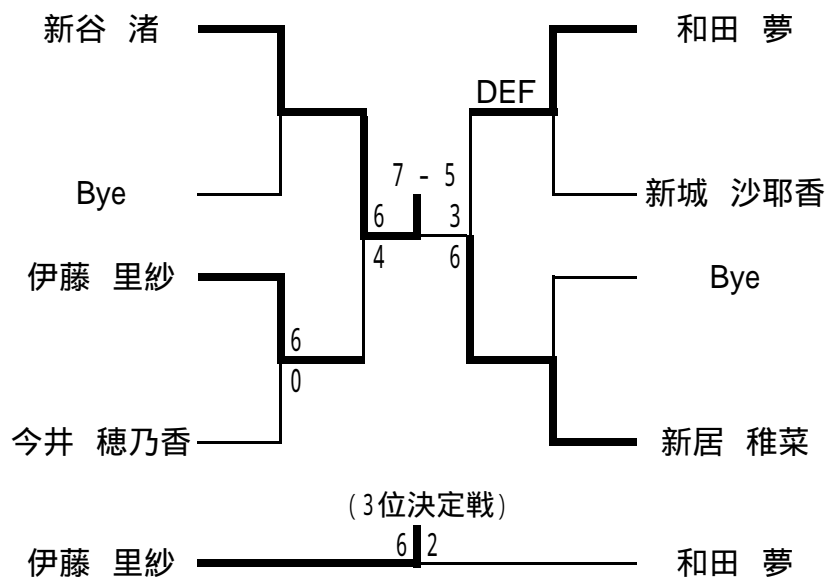 新谷 渚 和田 夢
DEF
7 - 5
Bye 新城 沙耶香
6 3
4 6
伊藤 里紗 Bye
6
0
今井 穂乃香 新居 稚菜
(3位決定戦)
伊藤 里紗 6 2 和田 夢